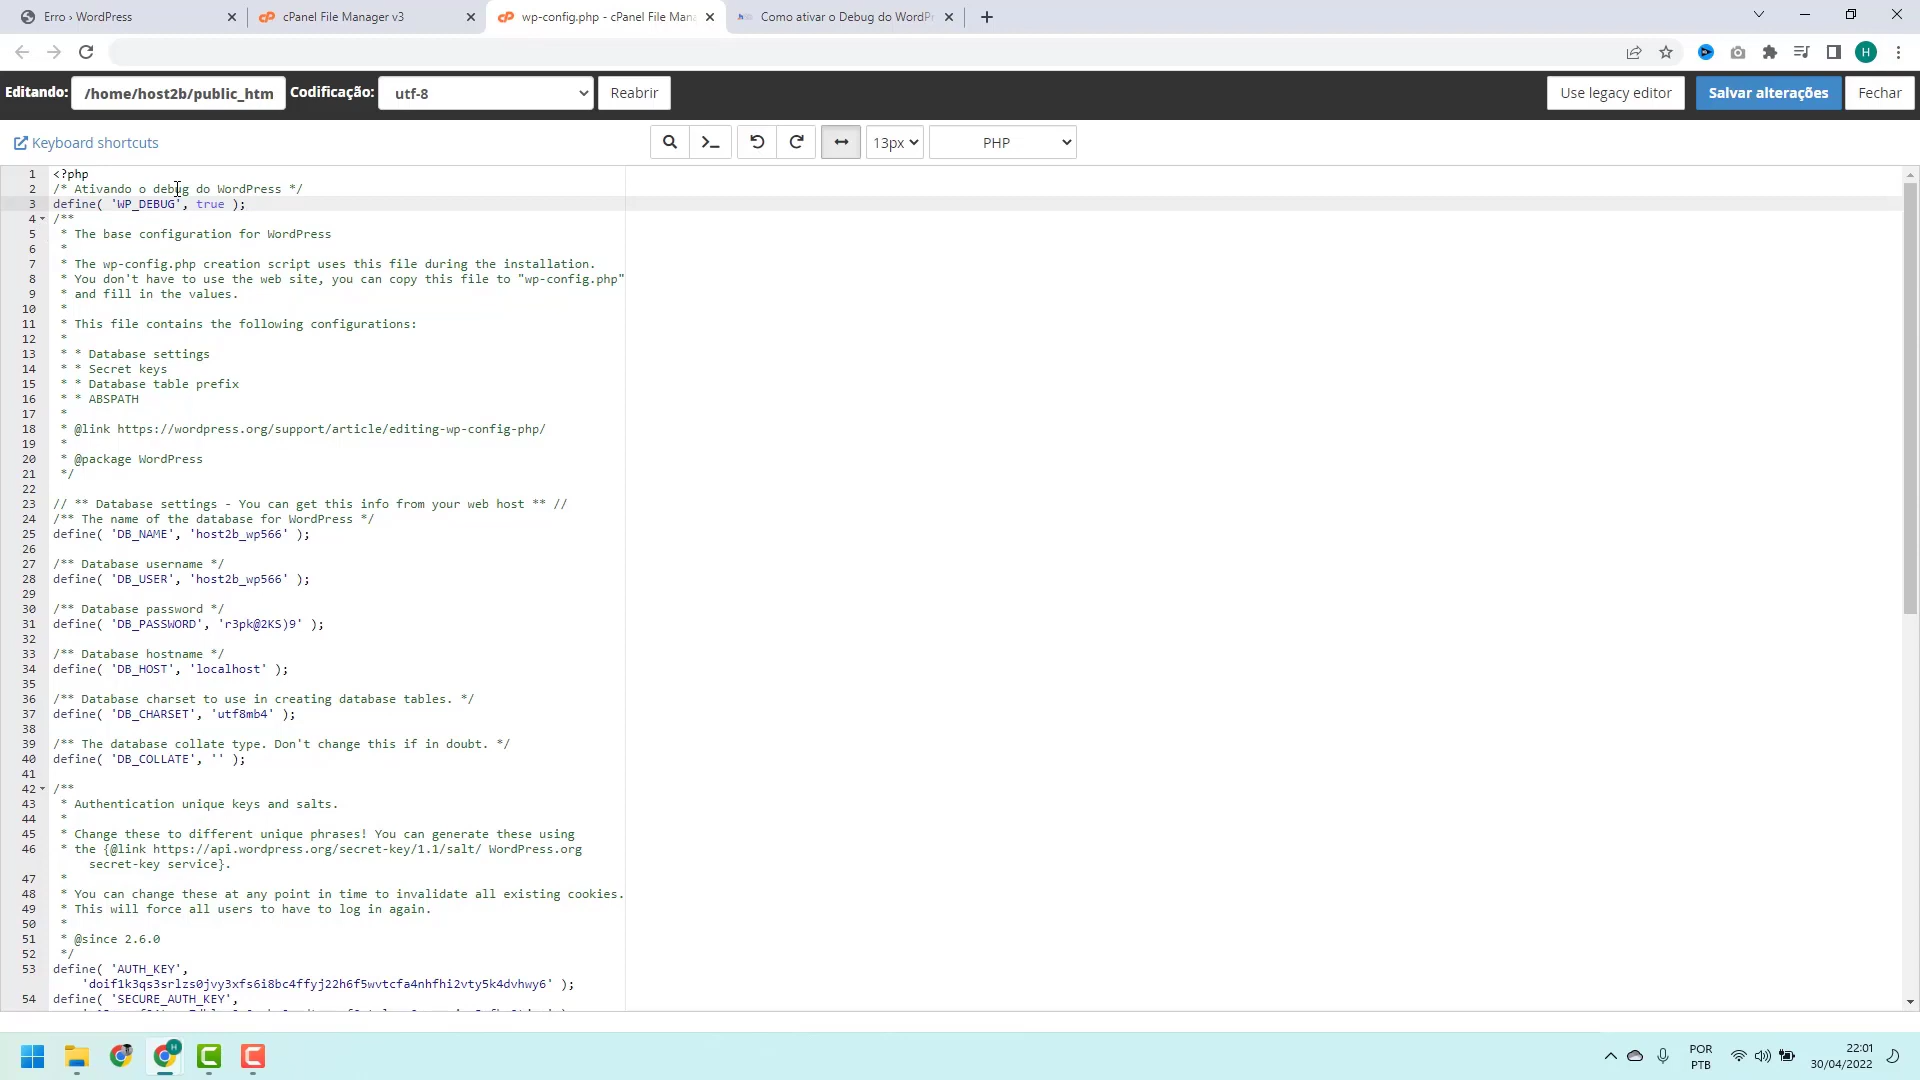 Erro › WordPress
cPanel File Manager v3
wp-config.php - cPanel File Mana
Como ativar o Debug do WordPr
H
Editando:
/home/host2b/public_htm
Codificação:
utf-8
Reabrir
Use legacy editor
Salvar alterações
Fechar
Keyboard shortcuts
13px
PHP
1 <?php
2 /* Ativando o debug do WordPress */
3 define( 'WP_DEBUG', true );
4 /**
5 * The base configuration for WordPress
6 *
7 * The wp-config.php creation script uses this file during the installation.
8 * You don't have to use the web site, you can copy this file to "wp-config.php"
9 * and fill in the values.
10 *
11 * This file contains the following configurations:
12 *
13 * * Database settings
14 * * Secret keys
15 * * Database table prefix
16 * * ABSPATH
17 *
18 * @link https://wordpress.org/support/article/editing-wp-config-php/
19 *
20 * @package WordPress
21 */
22
23 // ** Database settings - You can get this info from your web host ** //
24 /** The name of the database for WordPress */
25 define( 'DB_NAME', 'host2b_wp566' );
26
27 /** Database username */
28 define( 'DB_USER', 'host2b_wp566' );
29
30 /** Database password */
31 define( 'DB_PASSWORD', 'r3pk@2KS)9' );
32
33 /** Database hostname */
34 define( 'DB_HOST', 'localhost' );
35
36 /** Database charset to use in creating database tables. */
37 define( 'DB_CHARSET', 'utf8mb4' );
38
39 /** The database collate type. Don't change this if in doubt. */
40 define( 'DB_COLLATE', '' );
41
42 /**
43 * Authentication unique keys and salts.
44 *
45 * Change these to different unique phrases! You can generate these using
46 * the {@link https://api.wordpress.org/secret-key/1.1/salt/ WordPress.org
secret-key service}.
47 *
48 * You can change these at any point in time to invalidate all existing cookies.
49 * This will force all users to have to log in again.
50 *
51 * @since 2.6.0
52 */
53 define( 'AUTH_KEY',
'doif1k3qs3srlzs0jvy3xfs6i8bc4ffyj22h6f5wvtcfa4nhfhi2vty5k4dvhwy6' );
54 define( 'SECURE_AUTH_KEY',
POR
PTB
22:01
30/04/2022